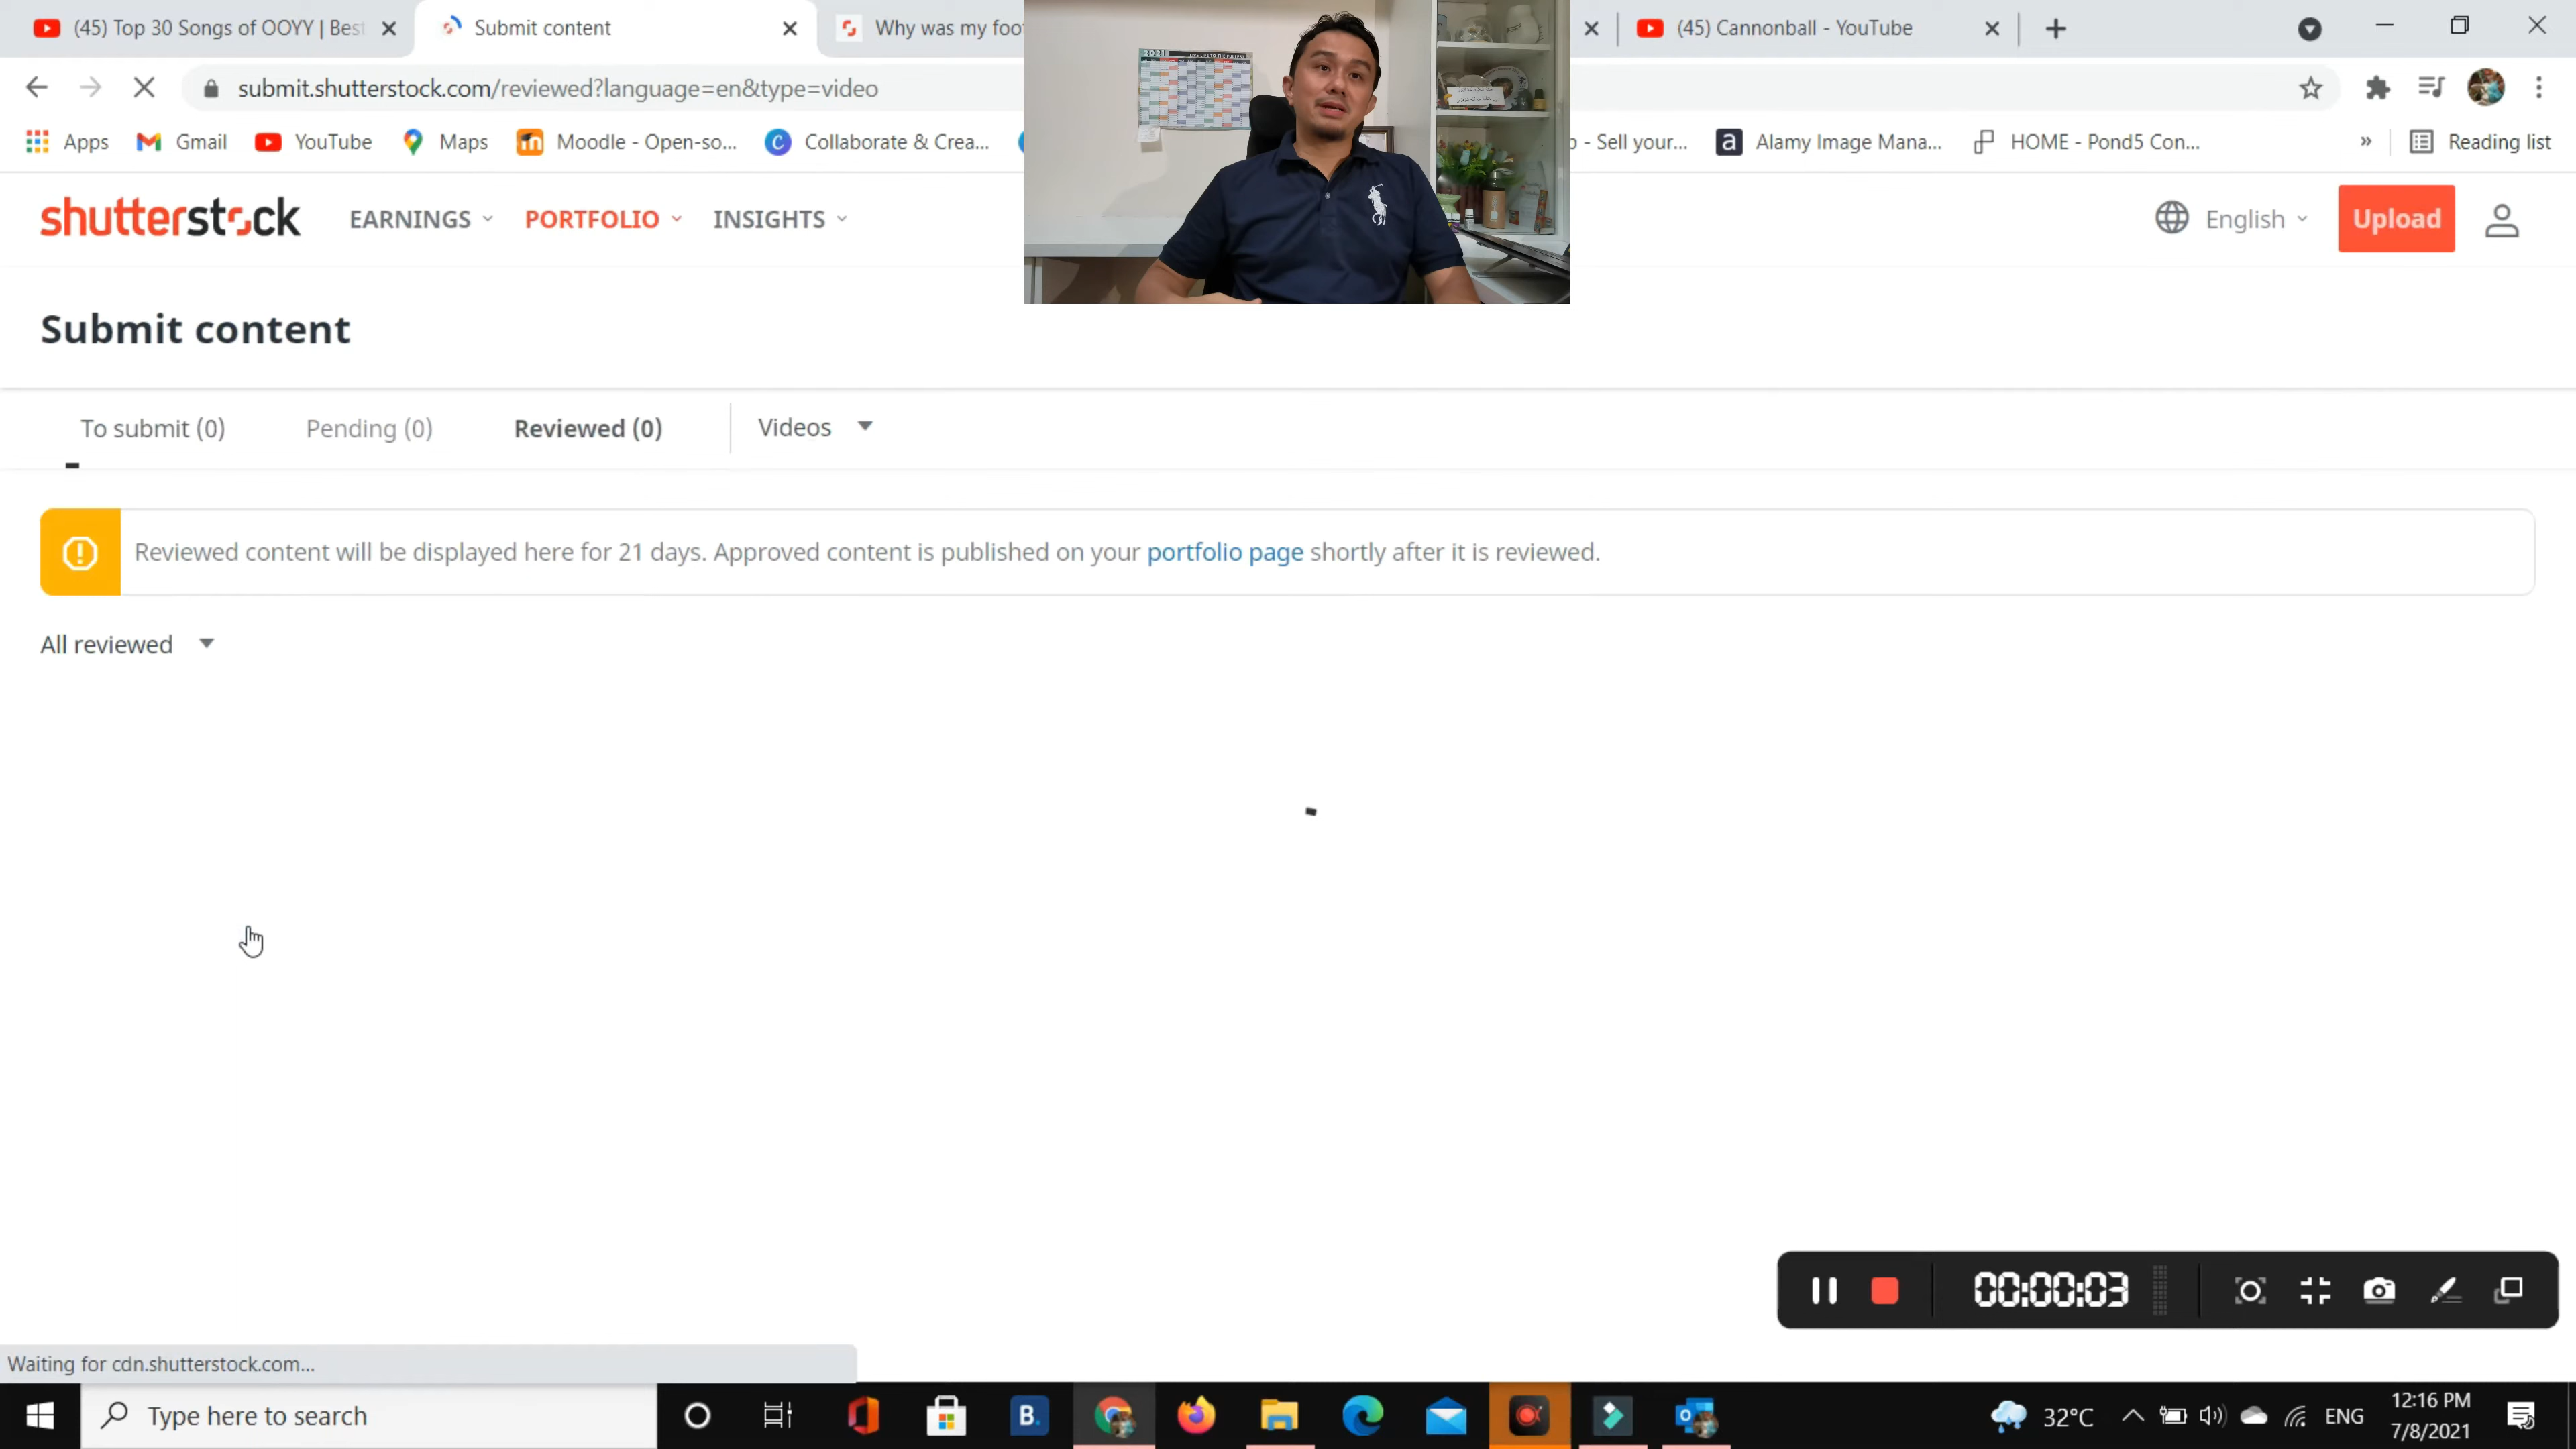 (45) Top 30 Songs of OOYY | Best
Submit content
Why was my foot
(45) Cannonball - YouTube
submit.shutterstock.com/reviewed?language=en&type=video
Apps
Gmail
YouTube
Maps
Moodle - Open-so...
Collaborate & Crea...
- Sell your...
Alamy Image Mana...
HOME - Pond5 Con...
»
Reading list
shutterstock
EARNINGS
PORTFOLIO
INSIGHTS
English
Upload
2021
Submit content
To submit (0)
Pending (0)
Reviewed (0)
Videos
Reviewed content will be displayed here for 21 days. Approved content is published on your portfolio page shortly after it is reviewed.
All reviewed
00:00:03
Waiting for cdn.shutterstock.com...
Type here to search
B.
32°C
ENG
12:16 PM
7/8/2021